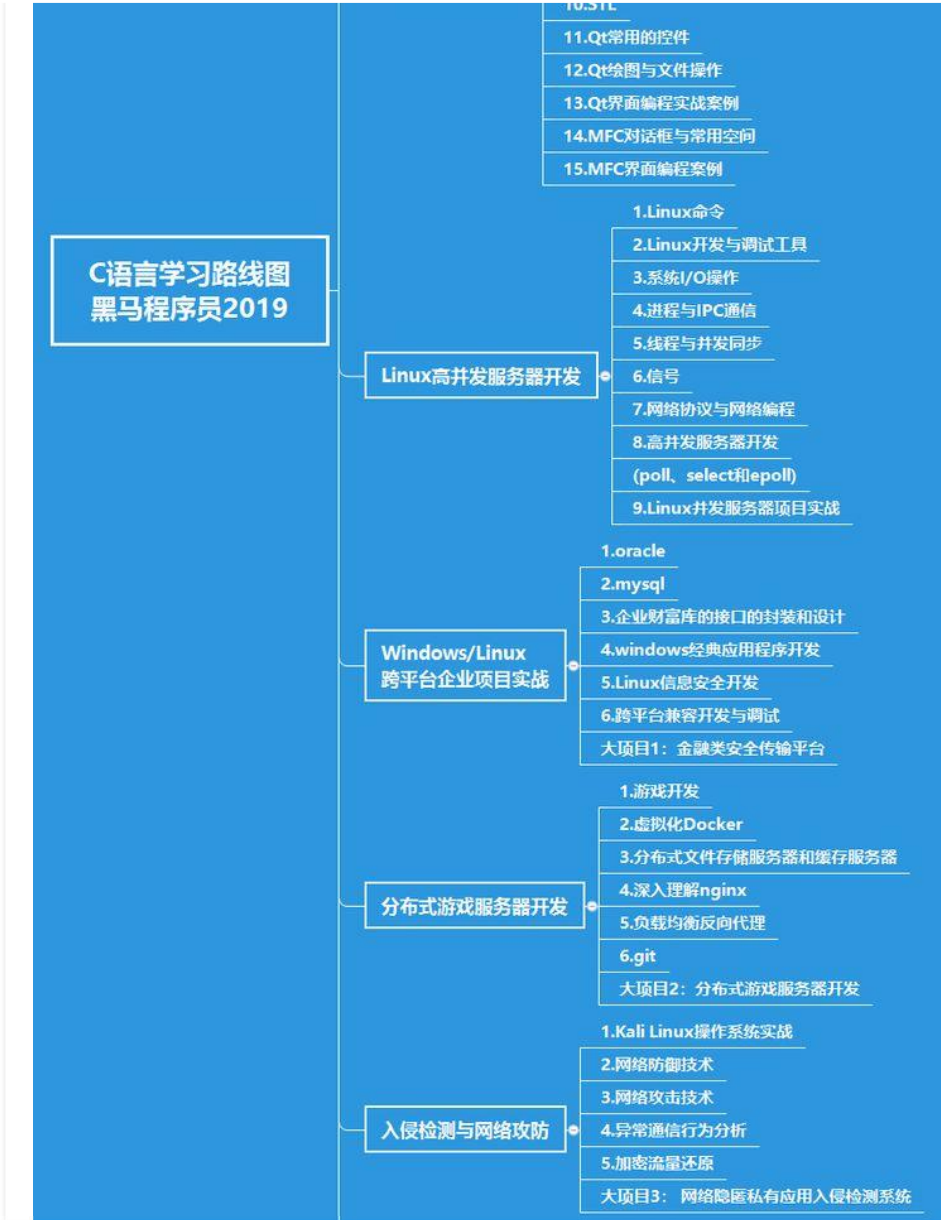 10.STL
11.Qt常用的控件
12.Qt绘图与文件操作
13.Qt界面编程实战案例
14.MFC对话框与常用空间
15.MFC界面编程案例
C语言学习路线图
黑马程序员2019
Linux高并发服务器开发
1.Linux命令
2.Linux开发与调试工具
3.系统I/O操作
4.进程与IPC通信
5.线程与并发同步
6.信号
7.网络协议与网络编程
8.高并发服务器开发
(poll、select和epoll)
9.Linux并发服务器项目实战
Windows/Linux
跨平台企业项目实战
1.oracle
2.mysql
3.企业财富库的接口的封装和设计
4.windows经典应用程序开发
5.Linux信息安全开发
6.跨平台兼容开发与调试
大项目1：金融类安全传输平台
分布式游戏服务器开发
1.游戏开发
2.虚拟化Docker
3.分布式文件存储服务器和缓存服务器
4.深入理解nginx
5.负载均衡反向代理
6.git
大项目2：分布式游戏服务器开发
入侵检测与网络攻防
1.Kali Linux操作系统实战
2.网络防御技术
3.网络攻击技术
4.异常通信行为分析
5.加密流量还原
大项目3： 网络隐匿私有应用入侵检测系统